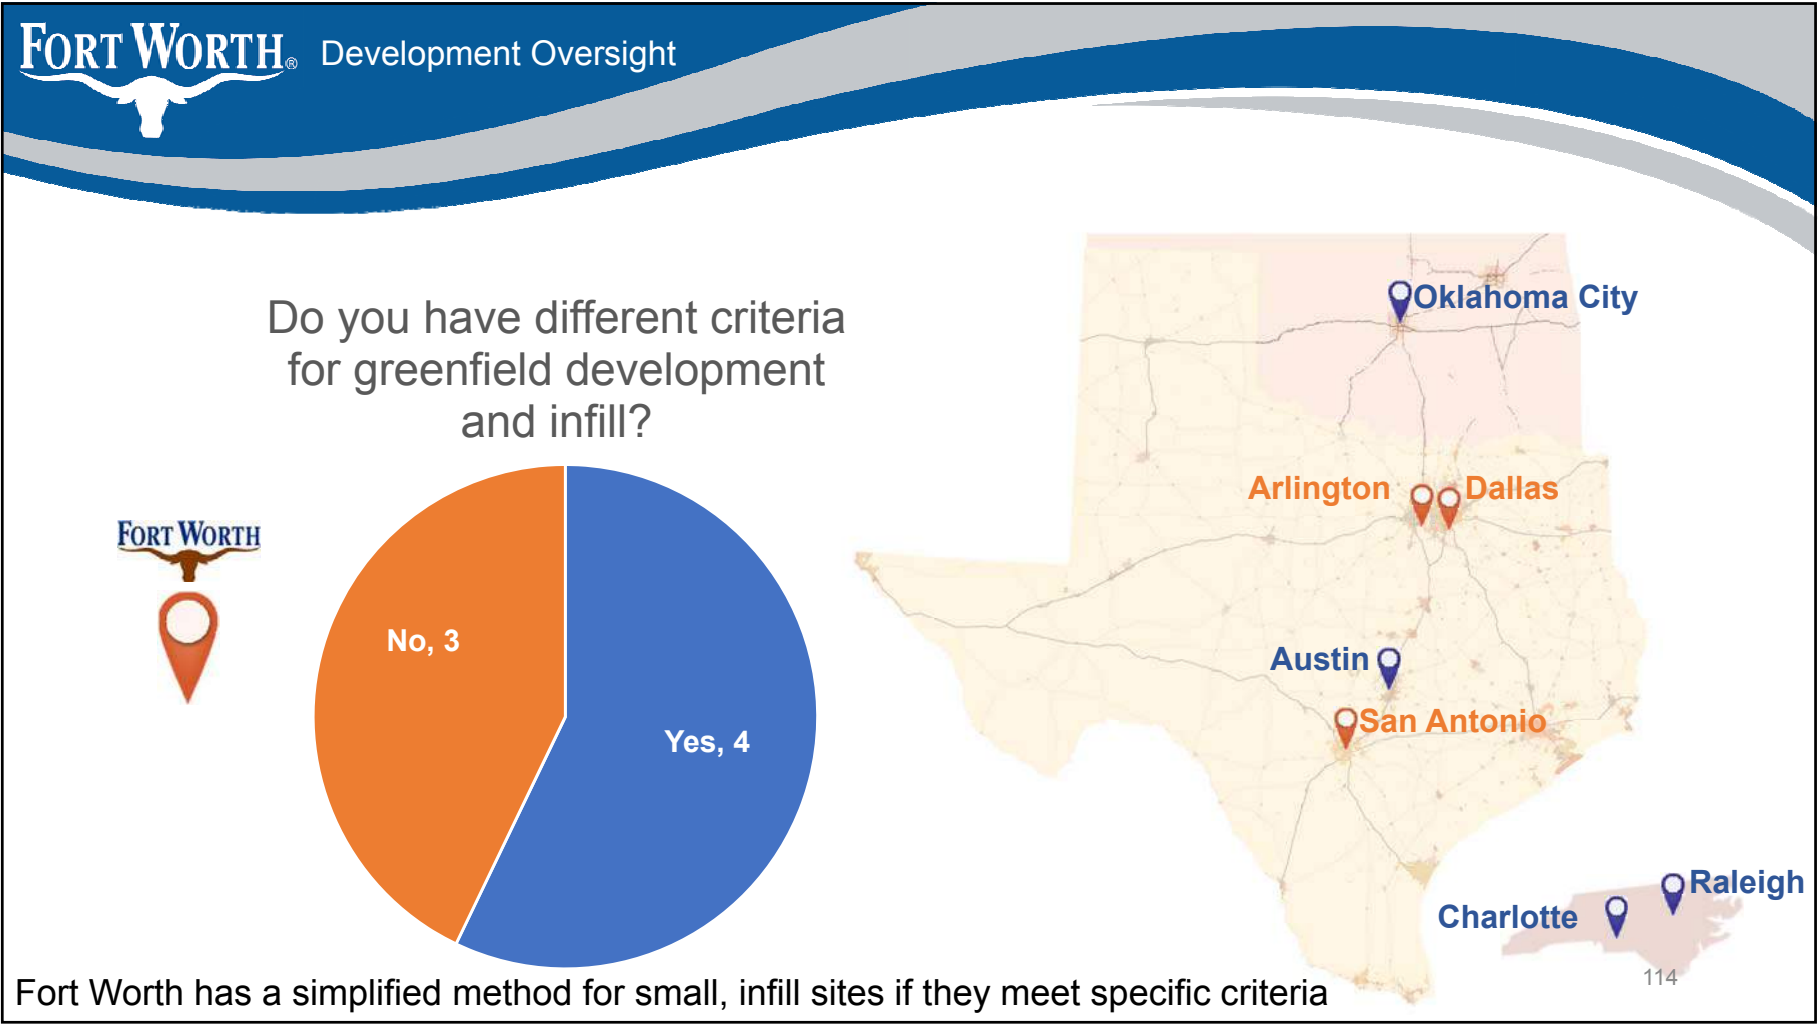 FORT WORTH®
Development Oversight
Do you have different criteria
for greenfield development
and infill?
FORT WORTH
No, 3
Yes, 4
Oklahoma City
Arlington
Dallas
Austin
San Antonio
Raleigh
Charlotte
114
Fort Worth has a simplified method for small, infill sites if they meet specific criteria